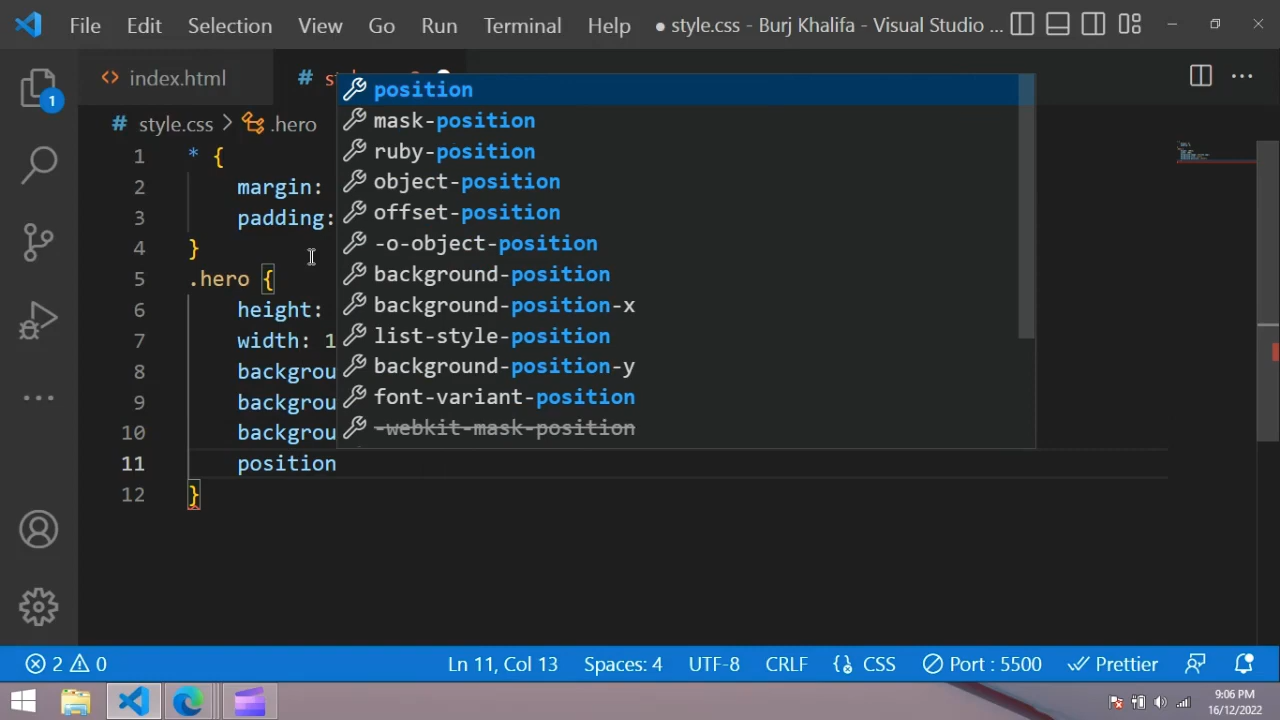 File Edit Selection View Go Run Terminal Help ● style.css - Burj Khalifa - Visual Studio ...
1
<> index.html # st
# style.css > .hero
position
mask-position
ruby-position
object-position
offset-position
-o-object-position
background-position
background-position-x
list-style-position
background-position-y
font-variant-position
-webkit-mask-position
1 * {
2 margin:
3 padding:
4 }
5 .hero {
6 height:
7 width: 1
8 backgrou
9 backgrou
10 backgrou
11 position
12 }
2 0 Ln 11, Col 13 Spaces: 4 UTF-8 CRLF {} CSS Port : 5500 Prettier
9:06 PM
16/12/2022